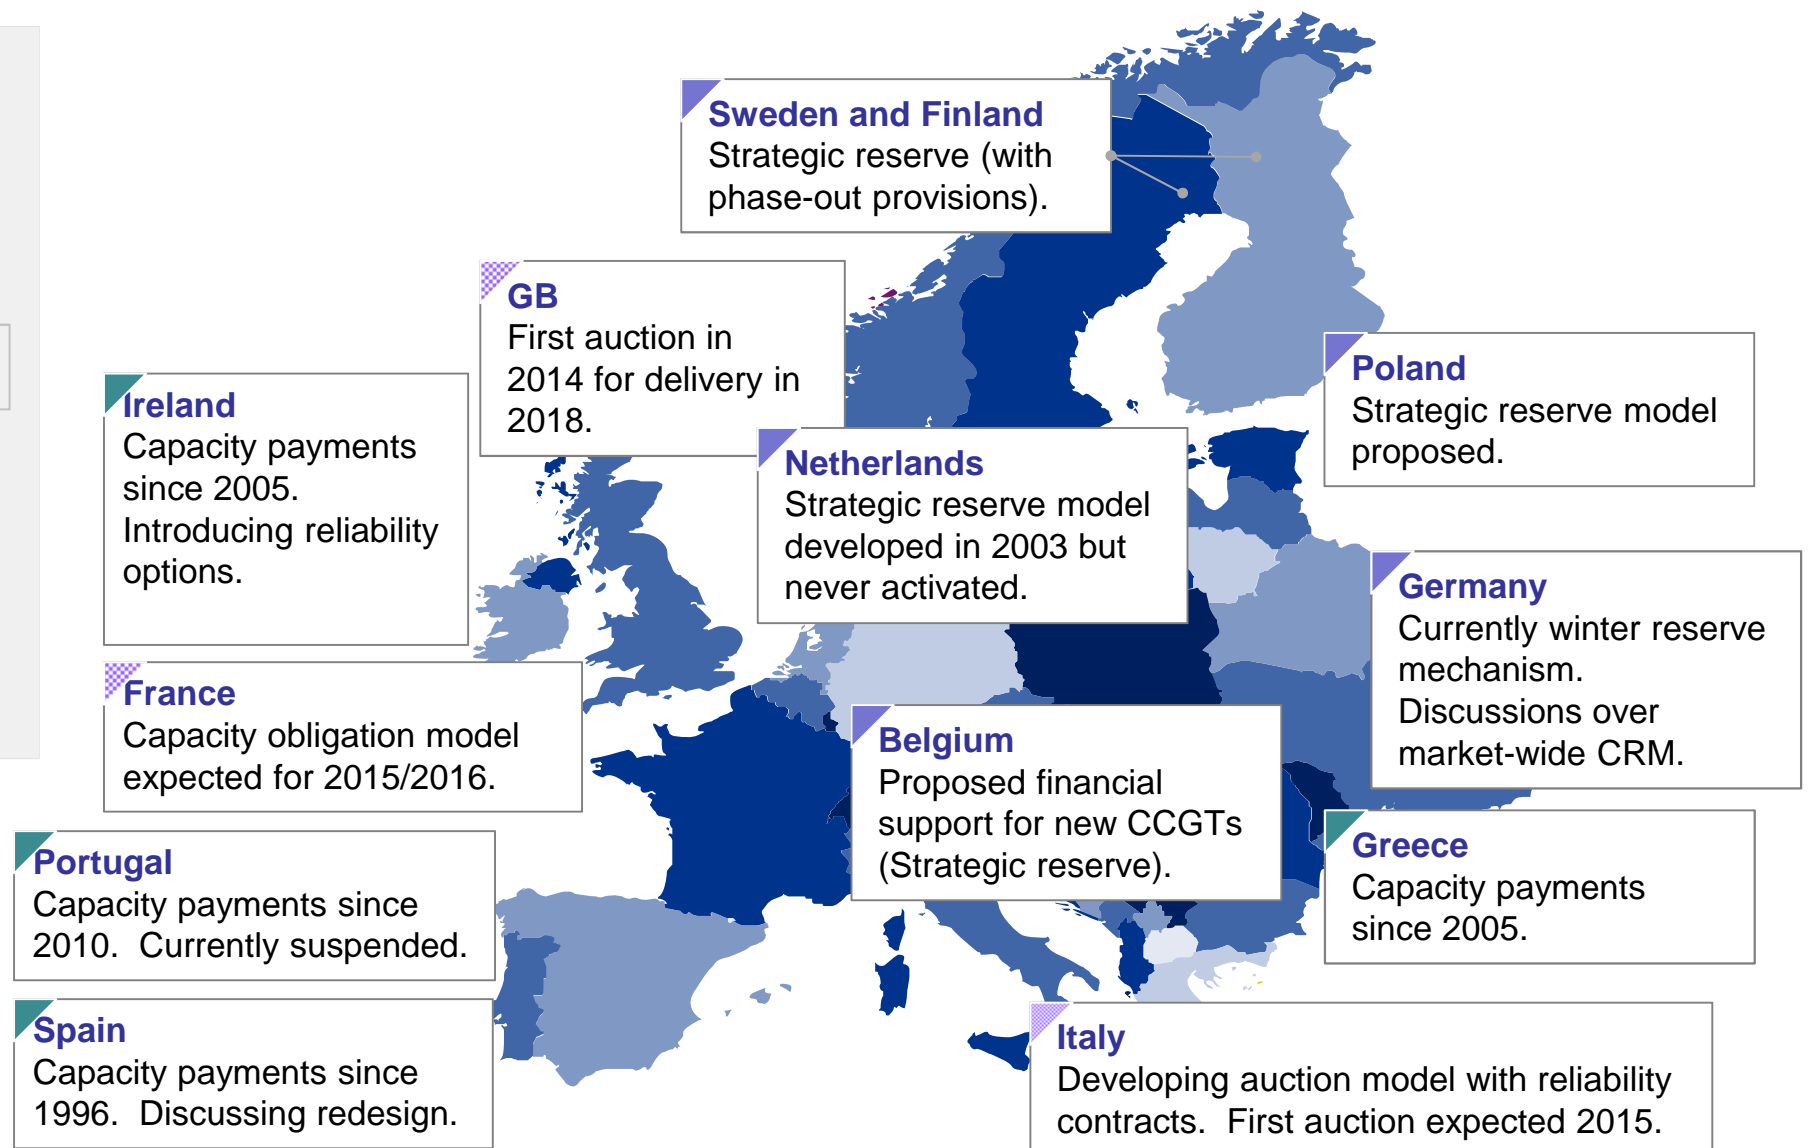 Sweden and Finland
Strategic reserve (with
phase-out provisions).
GB
First auction in
2014 for delivery in
2018.
Poland
Strategic reserve model
proposed.
Ireland
Capacity payments
since 2005.
Introducing reliability
options.
Netherlands
Strategic reserve model
developed in 2003 but
never activated.
Germany
Currently winter reserve
mechanism.
Discussions over
market-wide CRM.
France
Capacity obligation model
expected for 2015/2016.
Belgium
Proposed financial
support for new CCGTs
(Strategic reserve).
Greece
Capacity payments
since 2005.
Portugal
Capacity payments since
2010.  Currently suspended.
Spain
Capacity payments since
1996.  Discussing redesign.
Italy
Developing auction model with reliability
contracts.  First auction expected 2015.